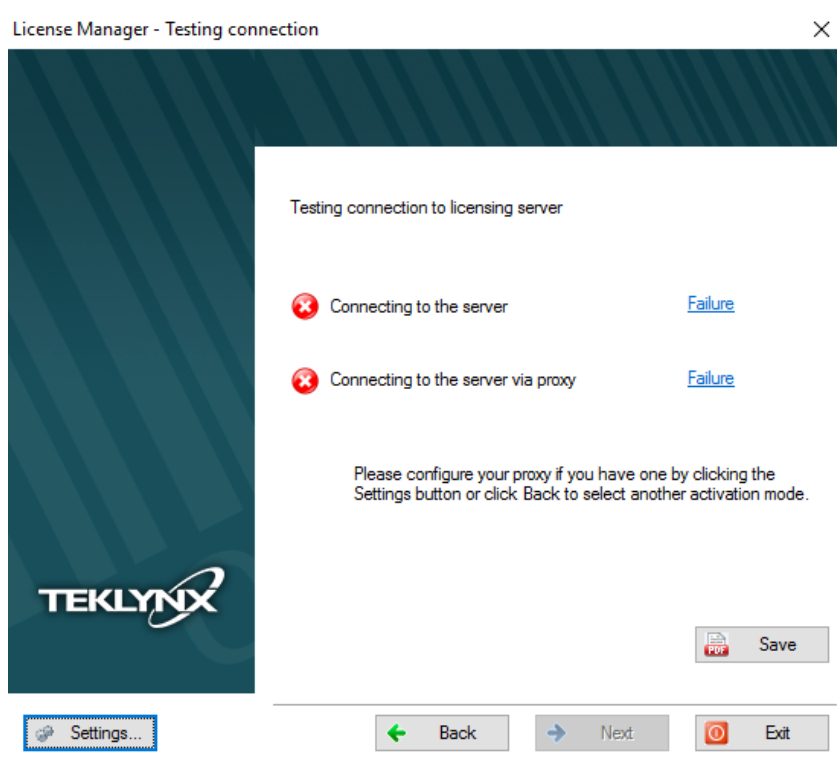 License Manager - Testing connection
Testing connection to licensing server
Connecting to the server Failure
Connecting to the server via proxy Failure
Please configure your proxy if you have one by clicking the
Settings button or click Back to select another activation mode.
TEKLYNX
PDF Save
Settings... Back Next Exit